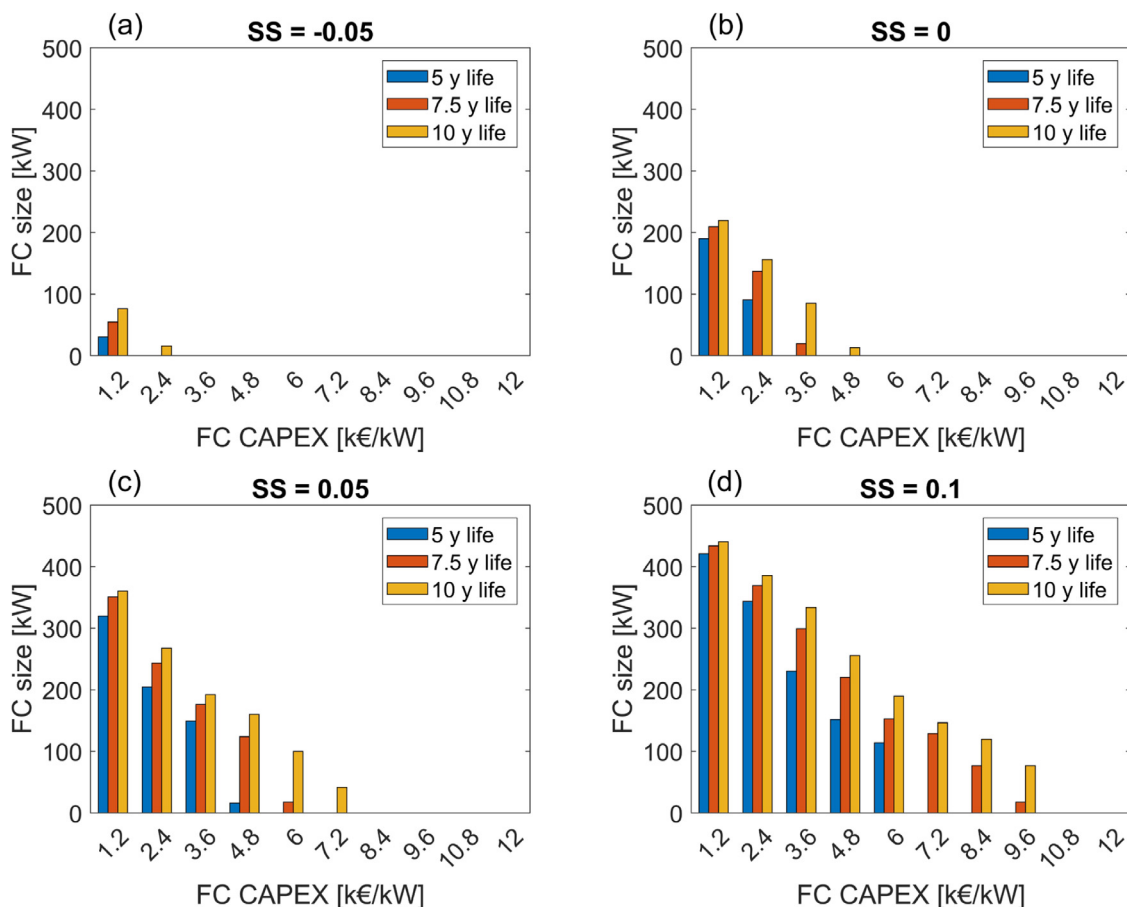 (a)
SS = -0.05
500
400
300
200
100
0
FC size [kW]
5 y life
7.5 y life
10 y life
1.2 2.4 3.6 4.8 6 7.2 8.4 9.6 10.8 12
FC CAPEX [k€/kW]
(b)
SS = 0
500
400
300
200
100
0
FC size [kW]
5 y life
7.5 y life
10 y life
1.2 2.4 3.6 4.8 6 7.2 8.4 9.6 10.8 12
FC CAPEX [k€/kW]
(c)
SS = 0.05
500
400
300
200
100
0
FC size [kW]
5 y life
7.5 y life
10 y life
1.2 2.4 3.6 4.8 6 7.2 8.4 9.6 10.8 12
FC CAPEX [k€/kW]
(d)
SS = 0.1
500
400
300
200
100
0
FC size [kW]
5 y life
7.5 y life
10 y life
1.2 2.4 3.6 4.8 6 7.2 8.4 9.6 10.8 12
FC CAPEX [k€/kW]